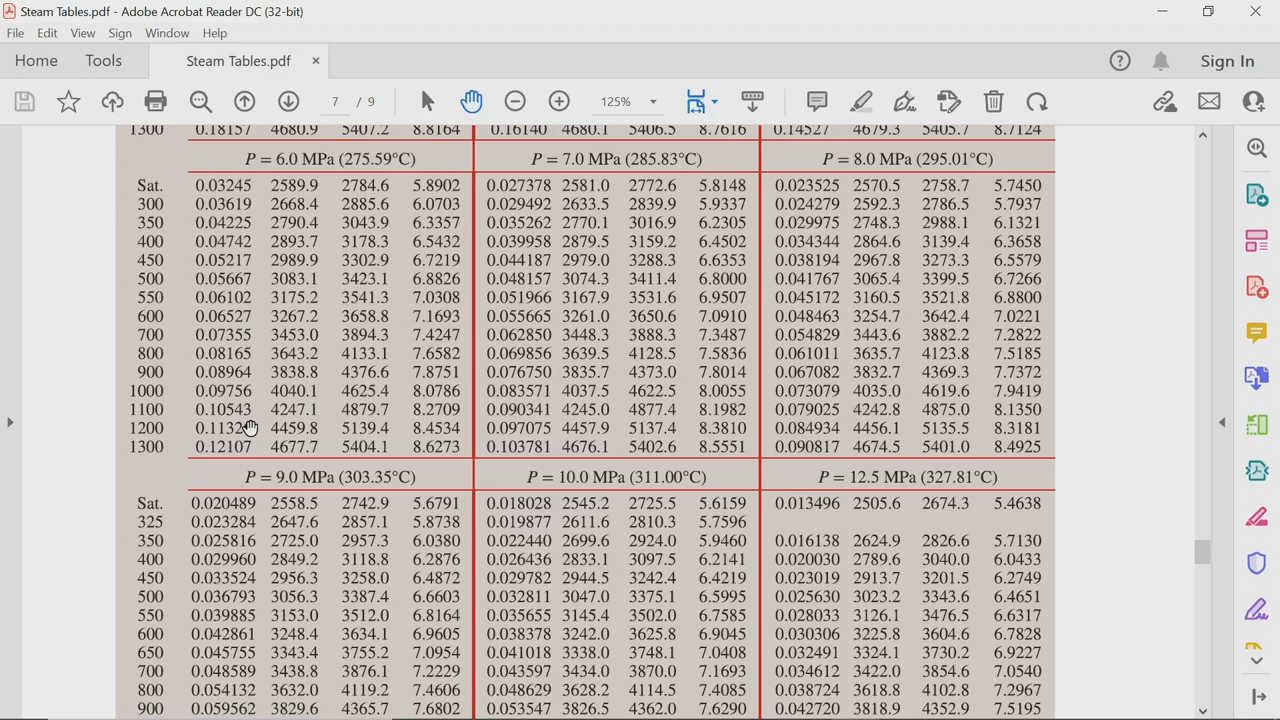 Steam Tables.pdf - Adobe Acrobat Reader DC (32-bit)
File Edit View Sign Window Help
Home Tools Steam Tables.pdf × Sign In
7 / 9 125%
1300 0.18157 4680.9 5407.2 8.8164 0.16140 4680.1 5406.5 8.7616 0.14527 4679.3 5405.7 8.7124
P = 6.0 MPa (275.59°C) P = 7.0 MPa (285.83°C) P = 8.0 MPa (295.01°C)
Sat. 0.03245 2589.9 2784.6 5.8902 0.027378 2581.0 2772.6 5.8148 0.023525 2570.5 2758.7 5.7450
300 0.03619 2668.4 2885.6 6.0703 0.029492 2633.5 2839.9 5.9337 0.024279 2592.3 2786.5 5.7937
350 0.04225 2790.4 3043.9 6.3357 0.035262 2770.1 3016.9 6.2305 0.029975 2748.3 2988.1 6.1321
400 0.04742 2893.7 3178.3 6.5432 0.039958 2879.5 3159.2 6.4502 0.034344 2864.6 3139.4 6.3658
450 0.05217 2989.9 3302.9 6.7219 0.044187 2979.0 3288.3 6.6353 0.038194 2967.8 3273.3 6.5579
500 0.05667 3083.1 3423.1 6.8826 0.048157 3074.3 3411.4 6.8000 0.041767 3065.4 3399.5 6.7266
550 0.06102 3175.2 3541.3 7.0308 0.051966 3167.9 3531.6 6.9507 0.045172 3160.5 3521.8 6.8800
600 0.06527 3267.2 3658.8 7.1693 0.055665 3261.0 3650.6 7.0910 0.048463 3254.7 3642.4 7.0221
700 0.07355 3453.0 3894.3 7.4247 0.062850 3448.3 3888.3 7.3487 0.054829 3443.6 3882.2 7.2822
800 0.08165 3643.2 4133.1 7.6582 0.069856 3639.5 4128.5 7.5836 0.061011 3635.7 4123.8 7.5185
900 0.08964 3838.8 4376.6 7.8751 0.076750 3835.7 4373.0 7.8014 0.067082 3832.7 4369.3 7.7372
1000 0.09756 4040.1 4625.4 8.0786 0.083571 4037.5 4622.5 8.0055 0.073079 4035.0 4619.6 7.9419
1100 0.10543 4247.1 4879.7 8.2709 0.090341 4245.0 4877.4 8.1982 0.079025 4242.8 4875.0 8.1350
1200 4459.8 5139.4 8.4534 0.097075 4457.9 5137.4 8.3810 0.084934 4456.1 5135.5 8.3181
1300 0.12107 4677.7 5404.1 8.6273 0.103781 4676.1 5402.6 8.5551 0.090817 4674.5 5401.0 8.4925
P = 9.0 MPa (303.35°C) P = 10.0 MPa (311.00°C) P = 12.5 MPa (327.81°C)
Sat. 0.020489 2558.5 2742.9 5.6791 0.018028 2545.2 2725.5 5.6159 0.013496 2505.6 2674.3 5.4638
325 0.023284 2647.6 2857.1 5.8738 0.019877 2611.6 2810.3 5.7596
350 0.025816 2725.0 2957.3 6.0380 0.022440 2699.6 2924.0 5.9460 0.016138 2624.9 2826.6 5.7130
400 0.029960 2849.2 3118.8 6.2876 0.026436 2833.1 3097.5 6.2141 0.020030 2789.6 3040.0 6.0433
450 0.033524 2956.3 3258.0 6.4872 0.029782 2944.5 3242.4 6.4219 0.023019 2913.7 3201.5 6.2749
500 0.036793 3056.3 3387.4 6.6603 0.032811 3047.0 3375.1 6.5995 0.025630 3023.2 3343.6 6.4651
550 0.039885 3153.0 3512.0 6.8164 0.035655 3145.4 3502.0 6.7585 0.028033 3126.1 3476.5 6.6317
600 0.042861 3248.4 3634.1 6.9605 0.038378 3242.0 3625.8 6.9045 0.030306 3225.8 3604.6 6.7828
650 0.045755 3343.4 3755.2 7.0954 0.041018 3338.0 3748.1 7.0408 0.032491 3324.1 3730.2 6.9227
700 0.048589 3438.8 3876.1 7.2229 0.043597 3434.0 3870.0 7.1693 0.034612 3422.0 3854.6 7.0540
800 0.054132 3632.0 4119.2 7.4606 0.048629 3628.2 4114.5 7.4085 0.038724 3618.8 4102.8 7.2967
900 0.059562 3829.6 4365.7 7.6802 0.053547 3826.5 4362.0 7.6290 0.042720 3818.9 4352.9 7.5195